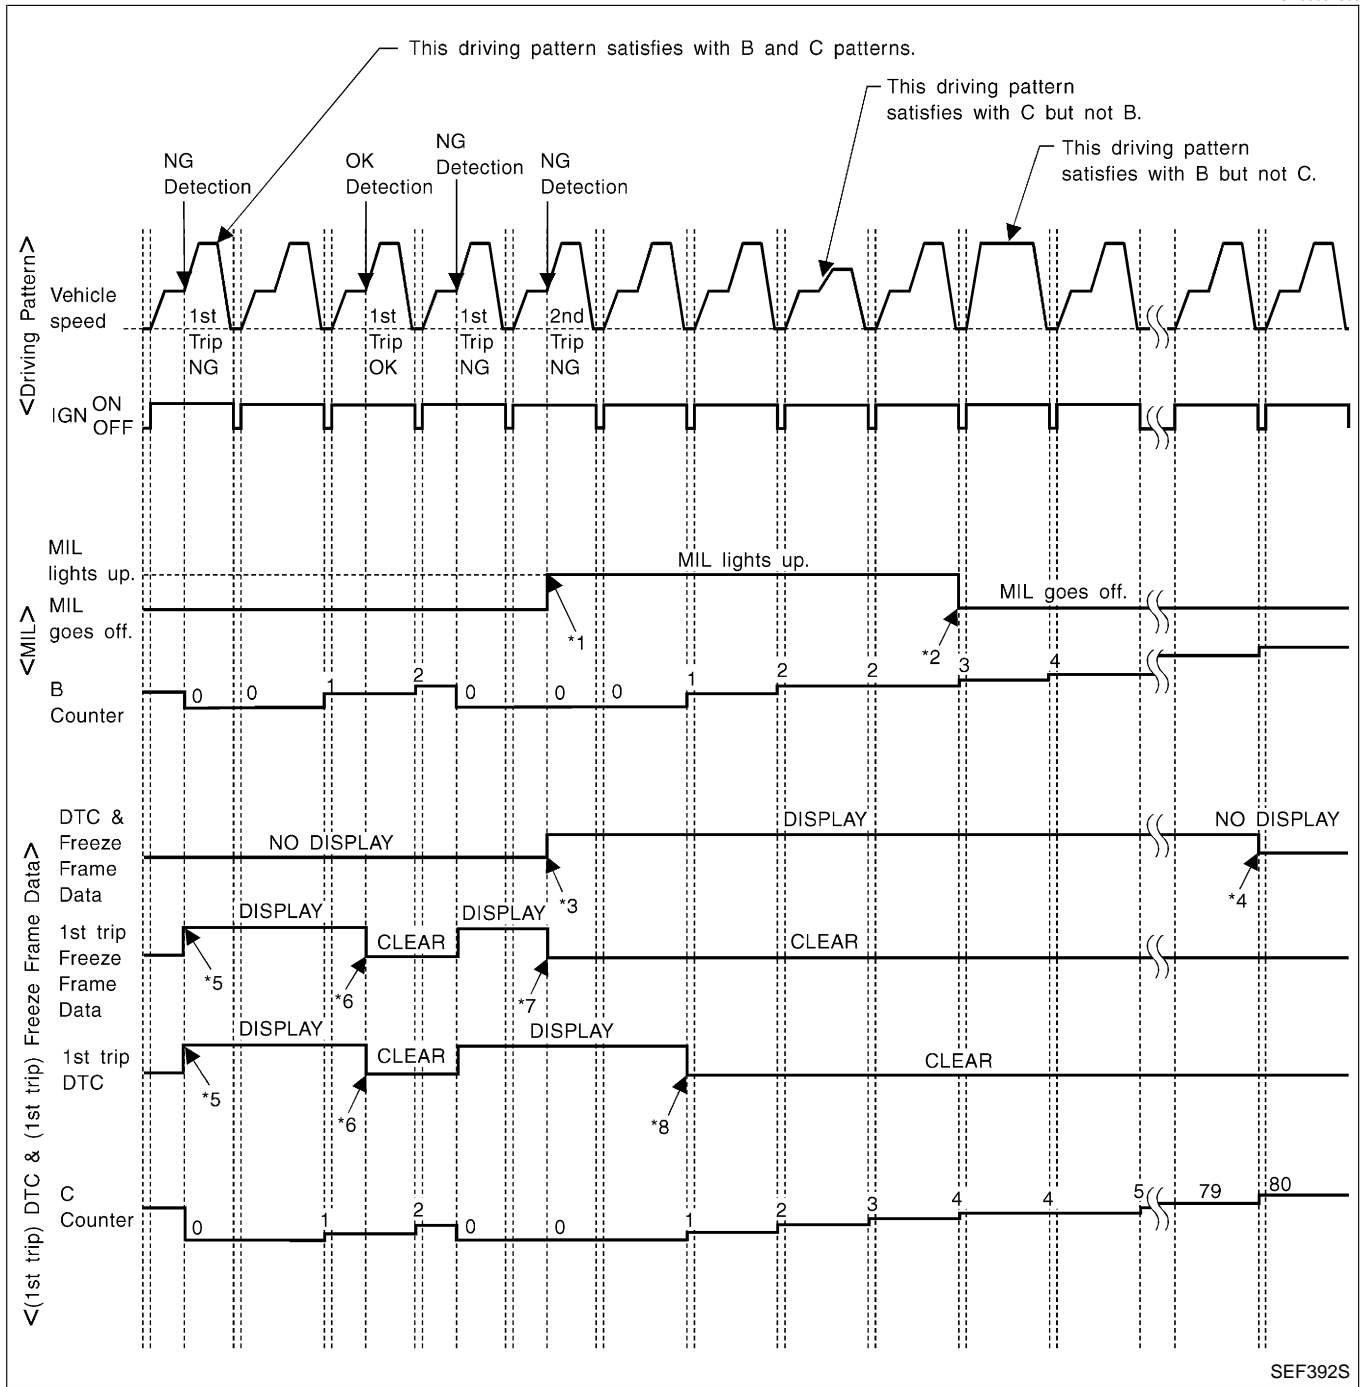 This driving pattern satisfies with B and C patterns.
This driving pattern
satisfies with C but not B.
This driving pattern
satisfies with B but not C.
NG
Detection
OK
Detection
NG
Detection
NG
Detection
<Driving Pattern>
Vehicle
speed
1st
Trip
NG
1st
Trip
OK
1st
Trip
NG
2nd
Trip
NG
IGN ON
OFF
<MIL>
MIL
lights up.
MIL
goes off.
MIL lights up.
MIL goes off.
*1
*2
B
Counter
0 0 1 2 0 0 0 1 2 2 3 4
<(1st trip) DTC & (1st trip) Freeze Frame Data>
DTC &
Freeze
Frame
Data
NO DISPLAY
DISPLAY
NO DISPLAY
*3
*4
1st trip
Freeze
Frame
Data
DISPLAY
CLEAR
DISPLAY
CLEAR
*5
*6
*7
1st trip
DTC
DISPLAY
CLEAR
DISPLAY
CLEAR
*5
*6
*8
C
Counter
0 1 2 0 0 1 2 3 4 4 5 79 80
SEF392S